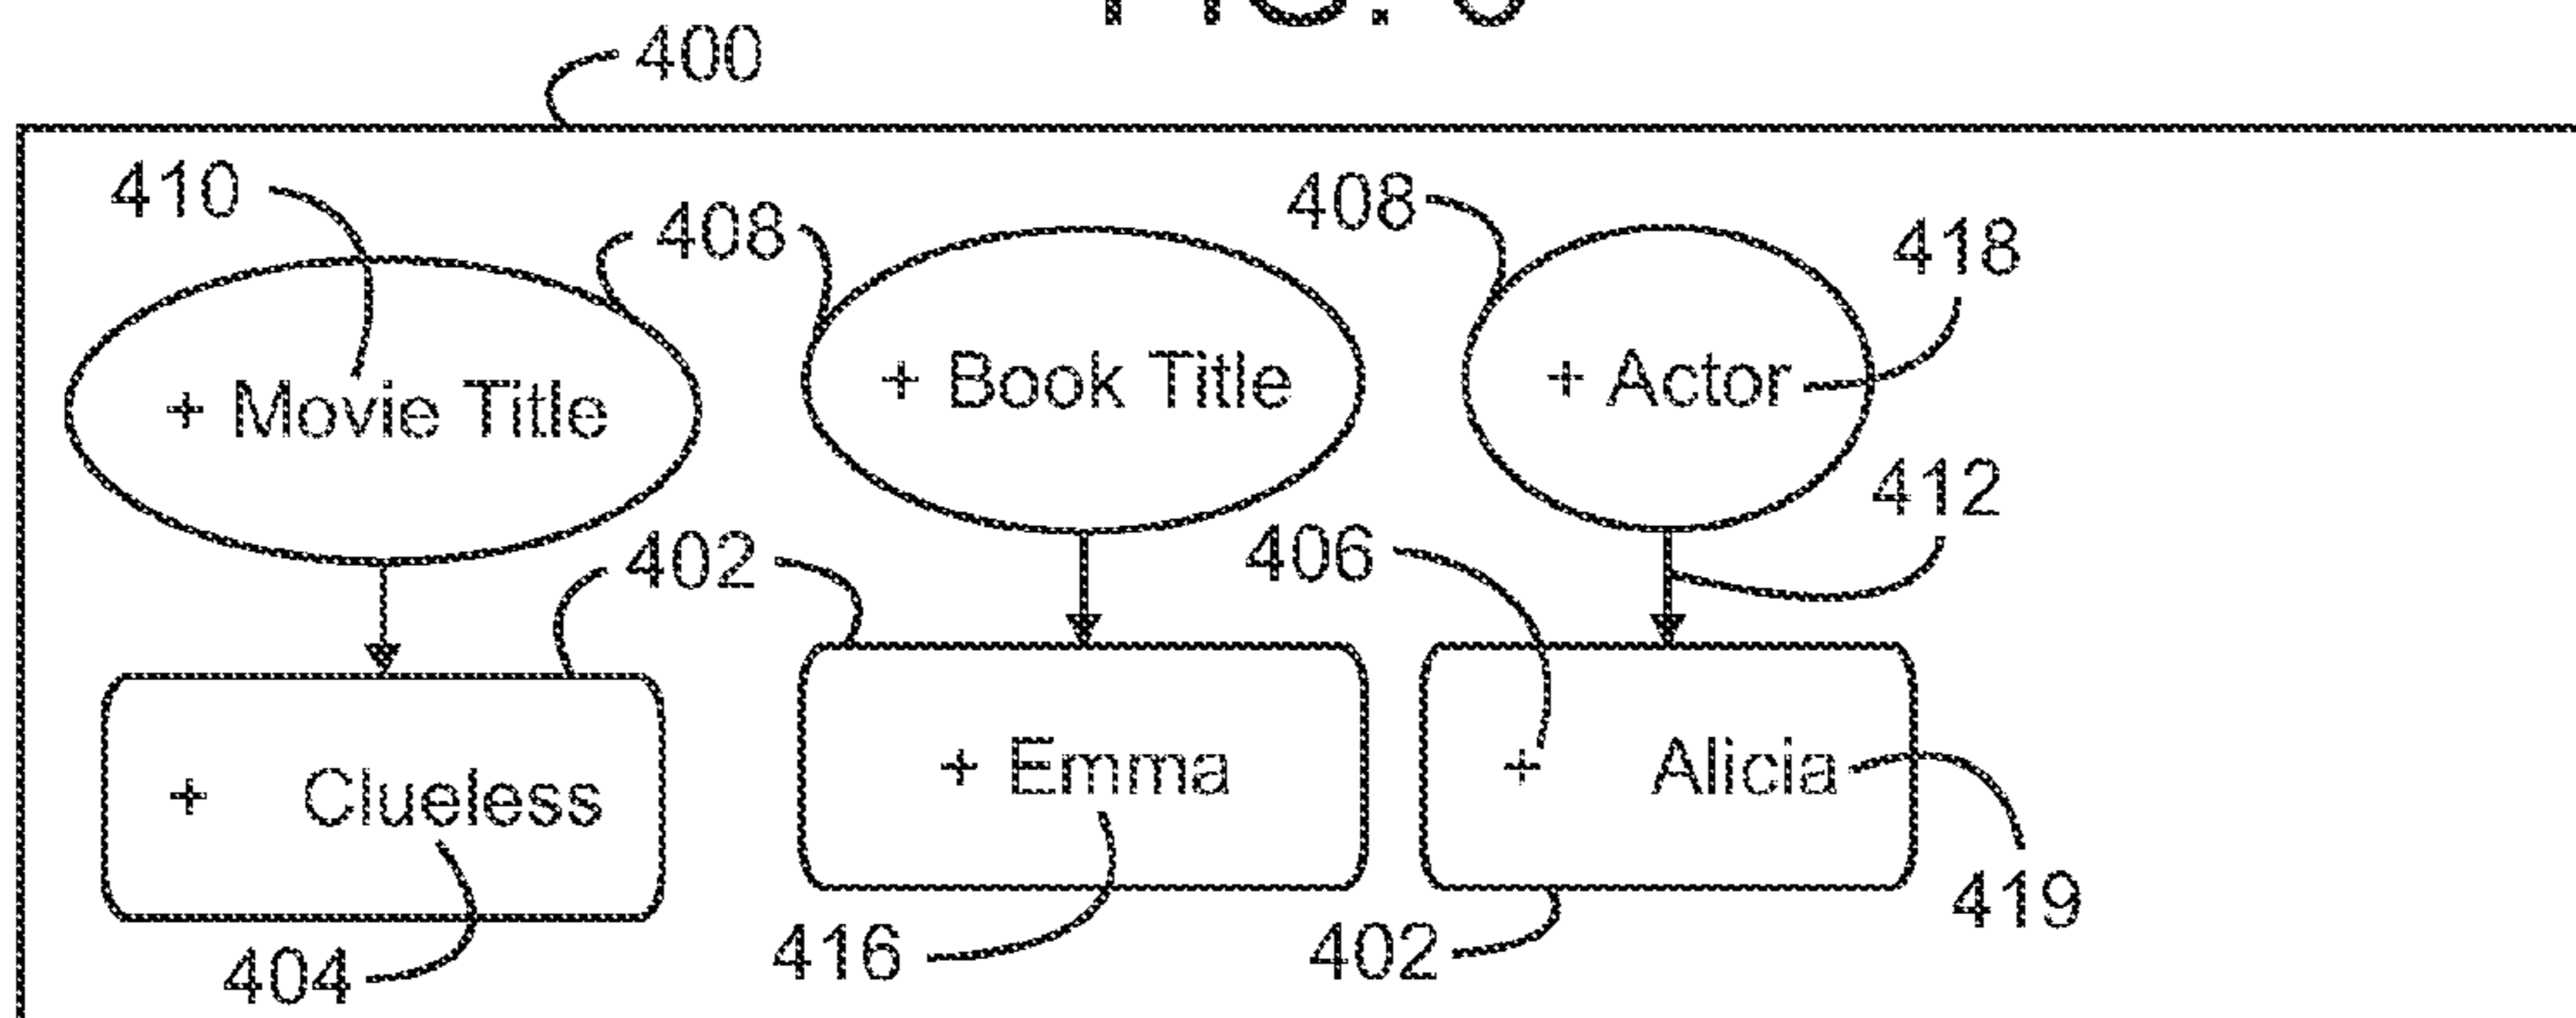 400
410
408
408
418
+ Movie Title
+ Book Title
+ Actor
412
402
406
+ Clueless
+ Emma
+ Alicia
419
404
416
402